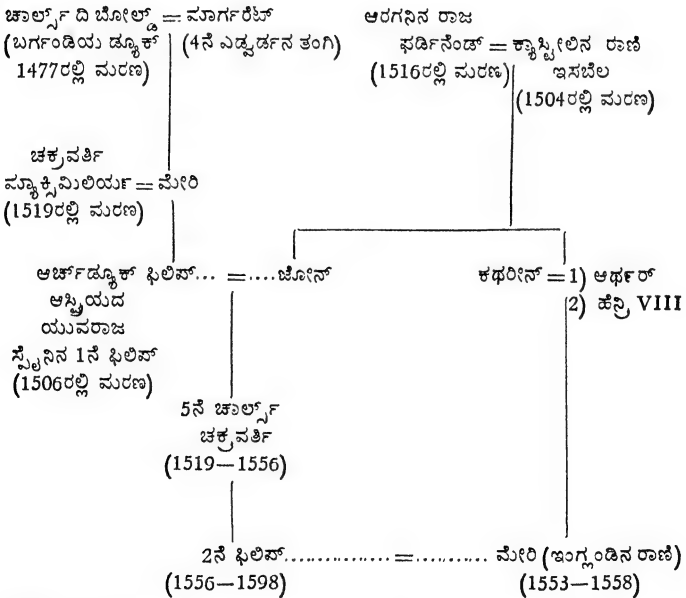 ಚಾರ್ಲ್ಸ್ ದಿ ಬೋಲ್ಡ್ = ಮಾರ್ಗರೆಟ್
(ಬರ್ಗಂಡಿಯ ಡ್ಯೂಕ್ (4ನೆ ಎಡ್ವರ್ಡನ ತಂಗಿ)
1477ರಲ್ಲಿ ಮರಣ)
ಆರಗನಿನ ರಾಜ
ಫರ್ಡಿನೆಂಡ್ = ಕ್ಯಾಸ್ಟೀಲಿನ ರಾಣಿ
(1516ರಲ್ಲಿ ಮರಣ) ಇಸಬೆಲ
(1504ರಲ್ಲಿ ಮರಣ)
ಚಕ್ರವರ್ತಿ
ಮ್ಯಾಕ್ಸಿಮಿಲಿಯನ್ = ಮೇರಿ
(1519ರಲ್ಲಿ ಮರಣ)
ಆರ್ಚ್‌ಡ್ಯೂಕ್ ಫಿಲಿಪ್... = ....ಜೋನ್
ಆಸ್ಟ್ರಿಯದ
ಯುವರಾಜ
ಸ್ಪೈನಿನ 1ನೆ ಫಿಲಿಪ್
(1506ರಲ್ಲಿ ಮರಣ)
ಕಥರೀನ್ = 1) ಆರ್ಥರ್
2) ಹೆನ್ರಿ VIII
5ನೆ ಚಾರ್ಲ್ಸ್
ಚಕ್ರವರ್ತಿ
(1519—1556)
2ನೆ ಫಿಲಿಪ್................ = ............ ಮೇರಿ (ಇಂಗ್ಲಂಡಿನ ರಾಣಿ)
(1556—1598) (1553—1558)